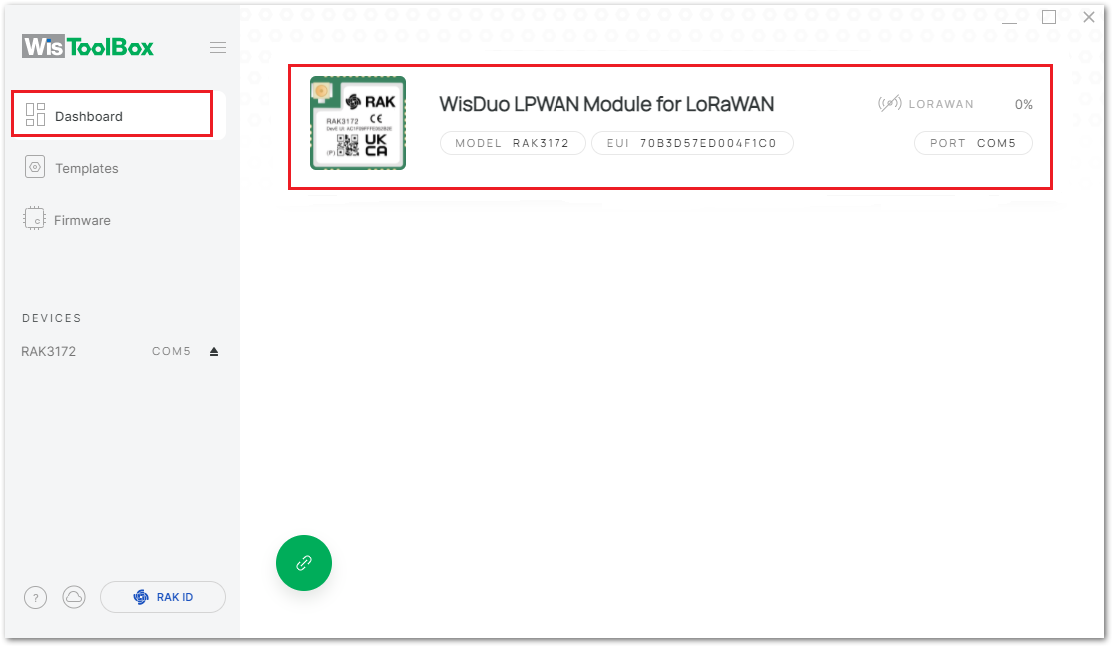 WisToolBox
Dashboard
Templates
Firmware
DEVICES
RAK3172 COM5
?
RAK ID
RAK
RAK3172 CE
UK
CA
(P)
WisDuo LPWAN Module for LoRaWAN
LORAWAN 0%
MODEL RAK3172
EUI 70B3D57ED004F1C0
PORT COM5